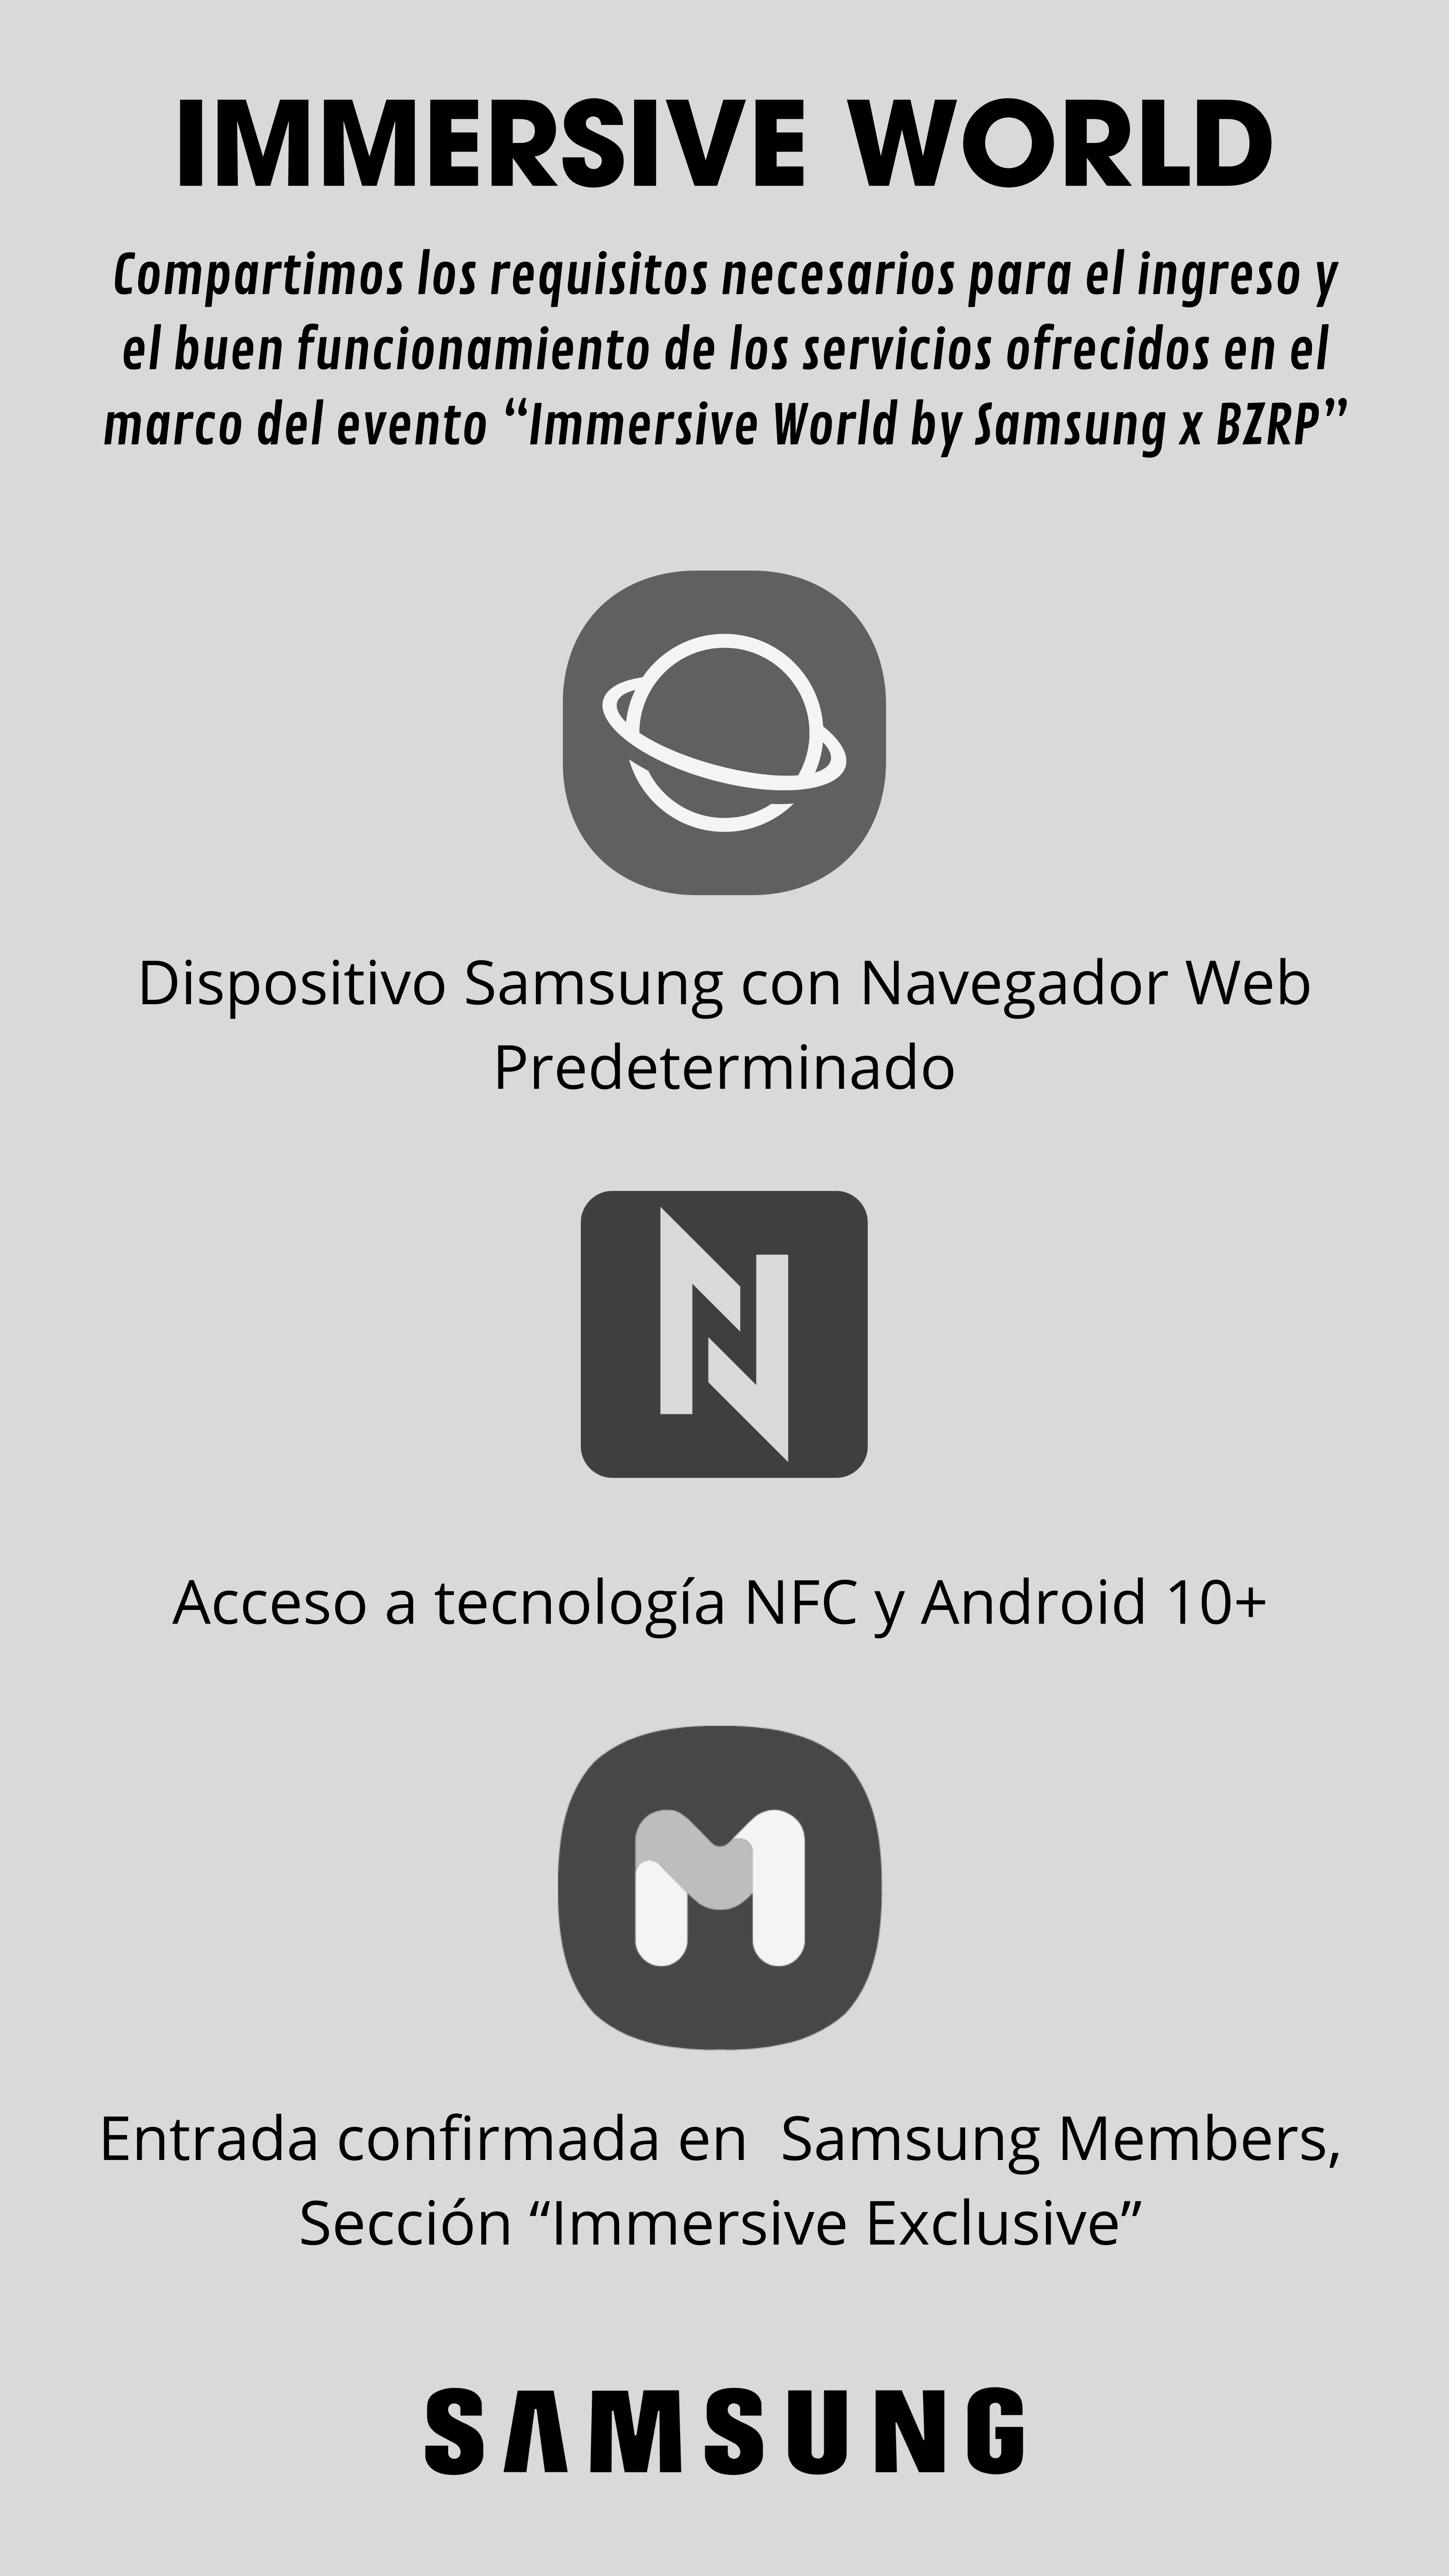 IMMERSIVE WORLD
Compartimos los requisitos necesarios para el ingreso y
el buen funcionamiento de los servicios ofrecidos en el
marco del evento “Immersive World by Samsung x BZRP”
Dispositivo Samsung con Navegador Web
Predeterminado
Acceso a tecnología NFC y Android 10+
Entrada confirmada en  Samsung Members,
Sección “Immersive Exclusive”
SAMSUNG